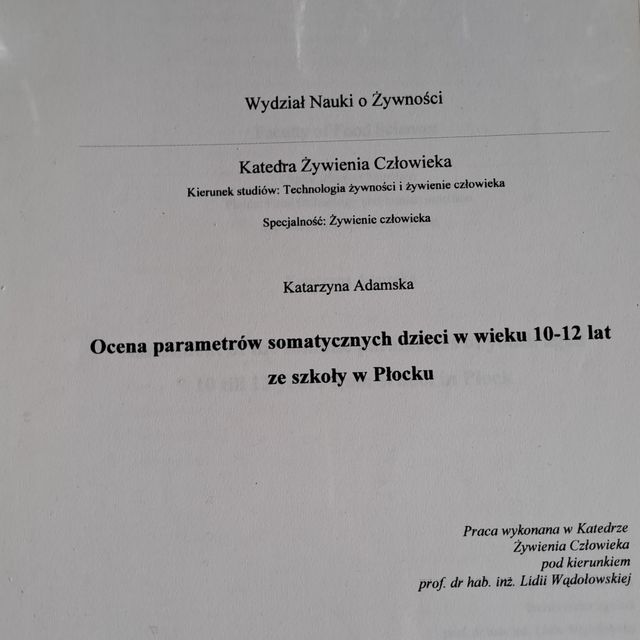 Wydział Nauki o Żywności
Katedra Żywienia Człowieka
Kierunek studiów: Technologia żywności i żywienie człowieka
Specjalność: Żywienie człowieka
Katarzyna Adamska
Ocena parametrów somatycznych dzieci w wieku 10-12 lat
ze szkoły w Płocku
Praca wykonana w Katedrze
Żywienia Człowieka
pod kierunkiem
prof. dr hab. inż. Lidii Wądołowskiej